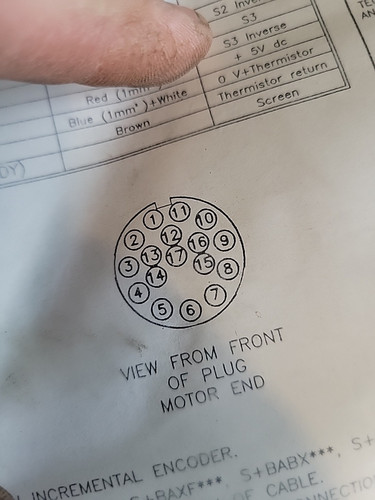 S2 Inverse
S3
S3 Inverse
+ 5V dc
Red (1mm²)
0 V+Thermistor
Blue (1mm²)+White
Thermistor return
Brown
Screen
1 11 10
2 12 16 9
3 13 17 15 8
14
4 7
5 6
VIEW FROM FRONT
OF PLUG
MOTOR END
INCREMENTAL ENCODER.
S+BAXF***, S+BABX***, S+
OF CABLE.